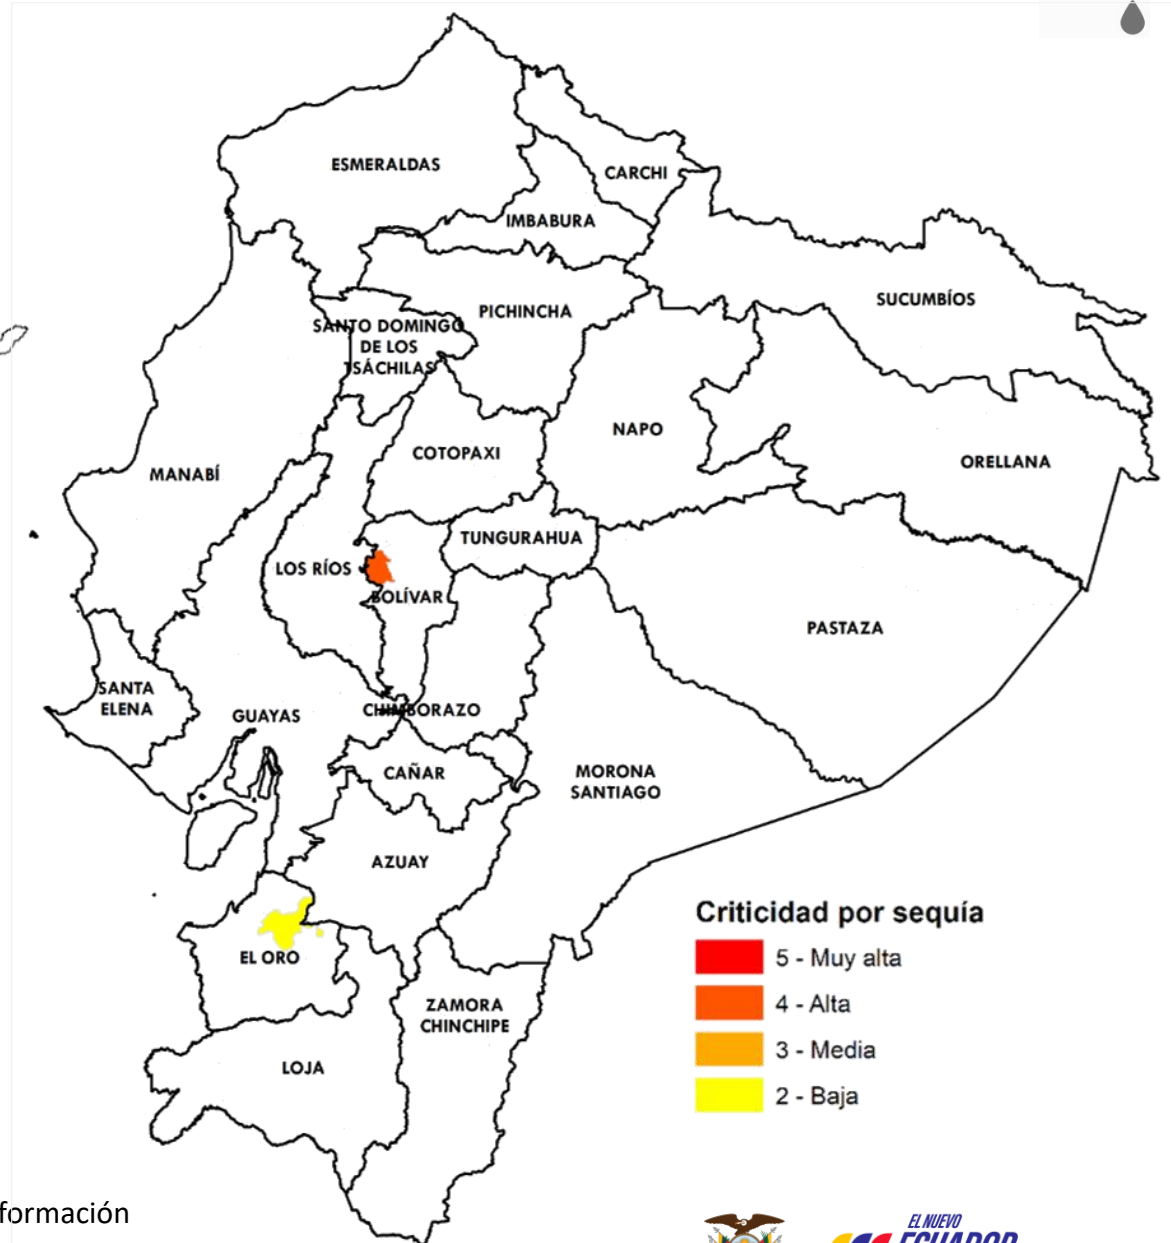 ESMERALDAS
CARCHI
IMBABURA
SUCUMBÍOS
PICHINCHA
SANTO DOMINGO
DE LOS
TSÁCHILAS
NAPO
COTOPAXI
ORELLANA
MANABÍ
TUNGURAHUA
LOS RÍOS
BOLÍVAR
PASTAZA
SANTA
ELENA
GUAYAS
CHIMBORAZO
CAÑAR
MORONA
SANTIAGO
AZUAY
EL ORO
ZAMORA
CHINCHIPE
LOJA
Criticidad por sequía
5 - Muy alta
4 - Alta
3 - Media
2 - Baja
formación
EL NUEVO
ECUADOR